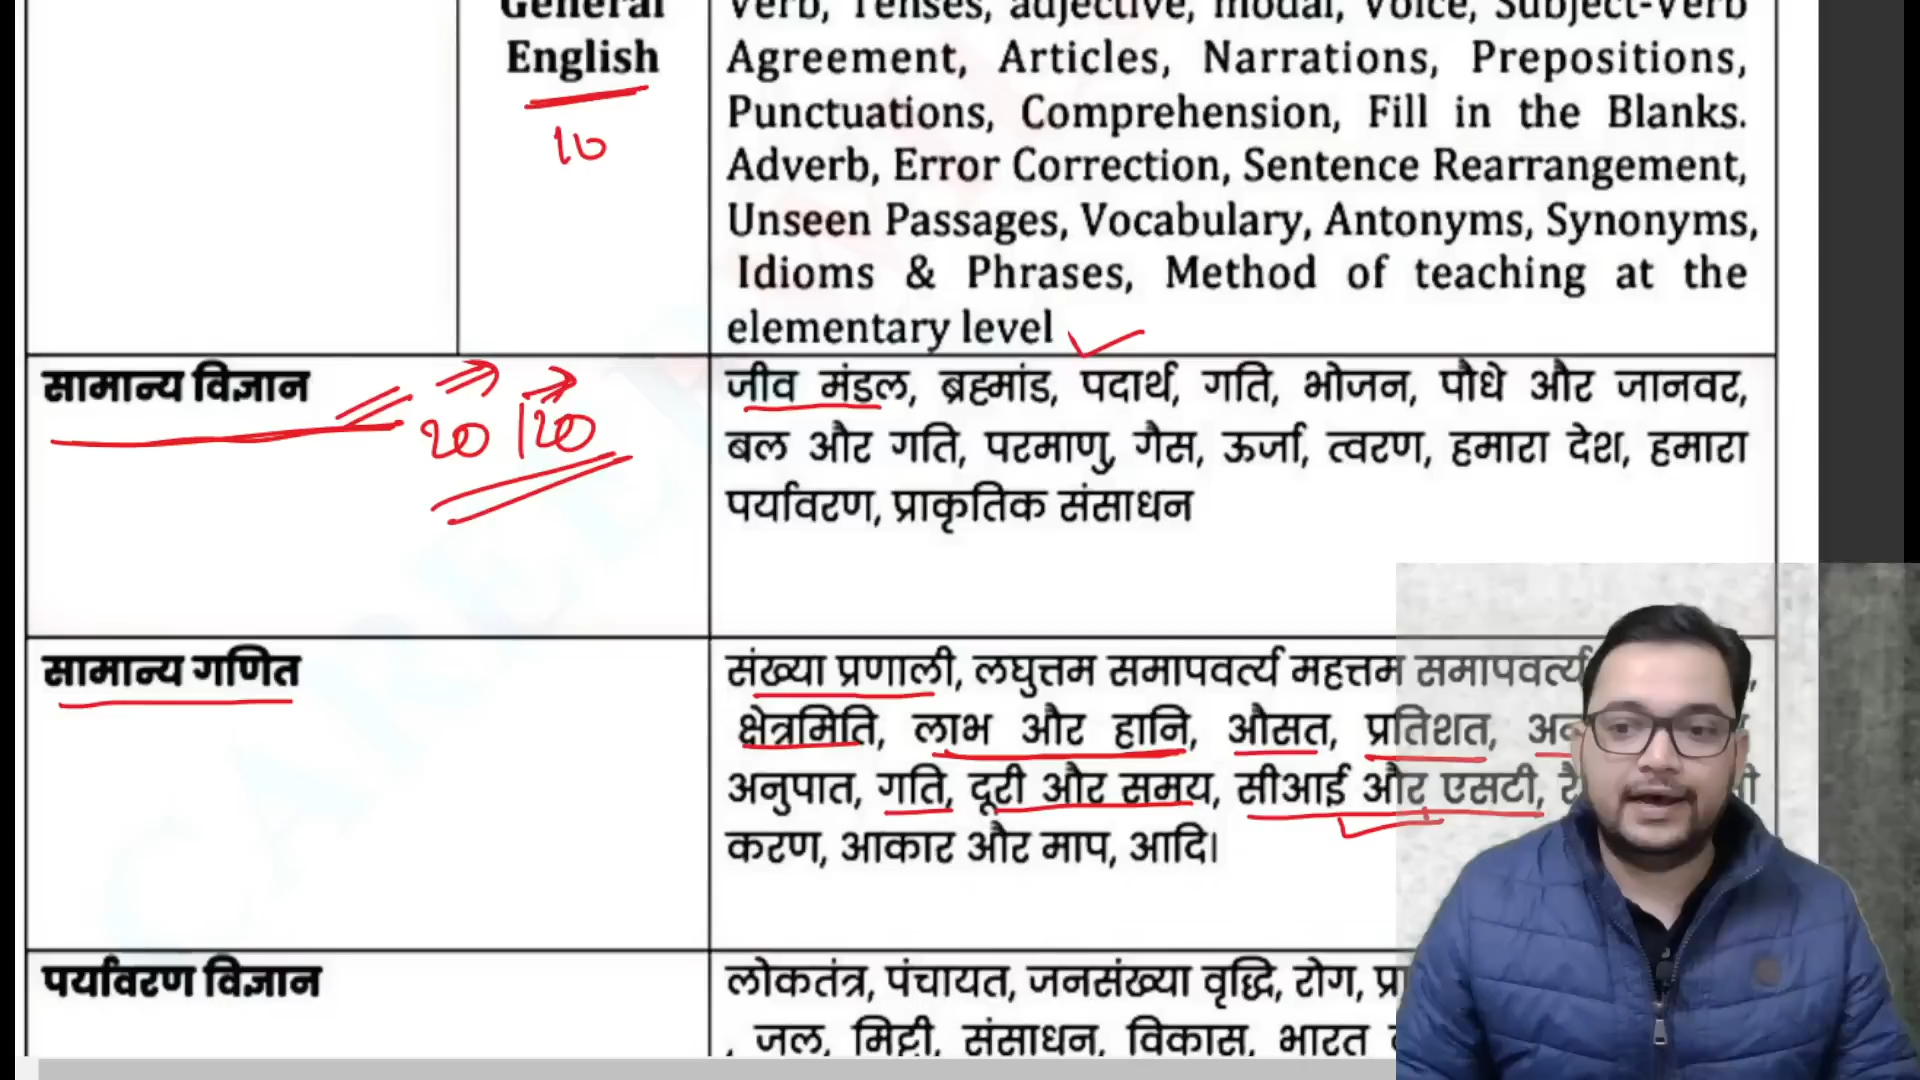 General
English
10
Verb, Tenses, adjective, modal, Voice, Subject-Verb
Agreement, Articles, Narrations, Prepositions,
Punctuations, Comprehension, Fill in the Blanks.
Adverb, Error Correction, Sentence Rearrangement,
Unseen Passages, Vocabulary, Antonyms, Synonyms,
Idioms & Phrases, Method of teaching at the
elementary level
सामान्य विज्ञान
20 120
जीव मंडल, ब्रह्मांड, पदार्थ, गति, भोजन, पौधे और जानवर,
बल और गति, परमाणु, गैस, ऊर्जा, त्वरण, हमारा देश, हमारा
पर्यावरण, प्राकृतिक संसाधन
सामान्य गणित
संख्या प्रणाली, लघुत्तम समापवर्त्य महत्तम समापवर्त्य
क्षेत्रमिति, लाभ और हानि, औसत, प्रतिशत,
अनुपात, गति, दूरी और समय, सीआई और एसटी,
करण, आकार और माप, आदि।
पर्यावरण विज्ञान
लोकतंत्र, पंचायत, जनसंख्या वृद्धि, रोग,
, जल, मिट्टी, संसाधन, विकास, भारत